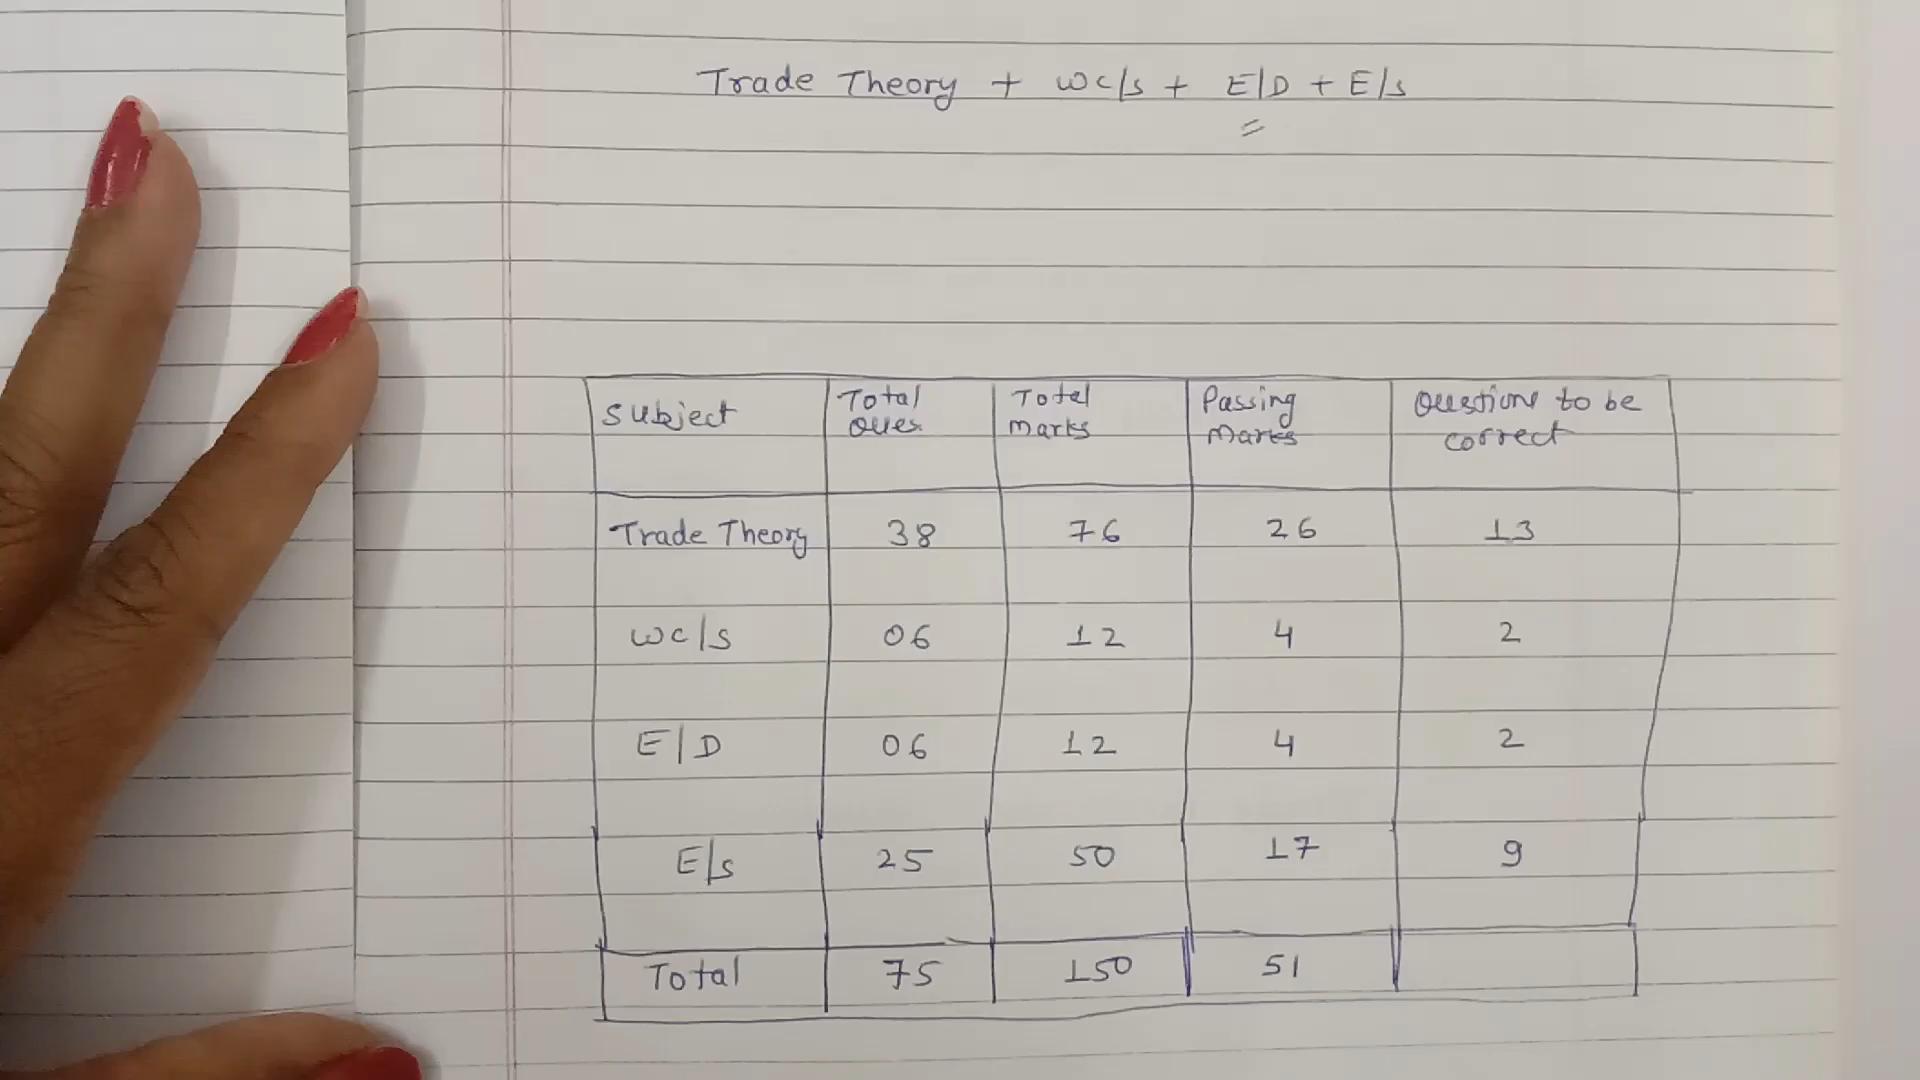 Trade Theory + WC/S + E/D + E/S
=
Subject | Total Ques. | Total Marks | Passing Marks | Questions to be correct
Trade Theory | 38 | 76 | 26 | 13
WC/S | 06 | 12 | 4 | 2
E/D | 06 | 12 | 4 | 2
E/S | 25 | 50 | 17 | 9
Total | 75 | 150 | 51